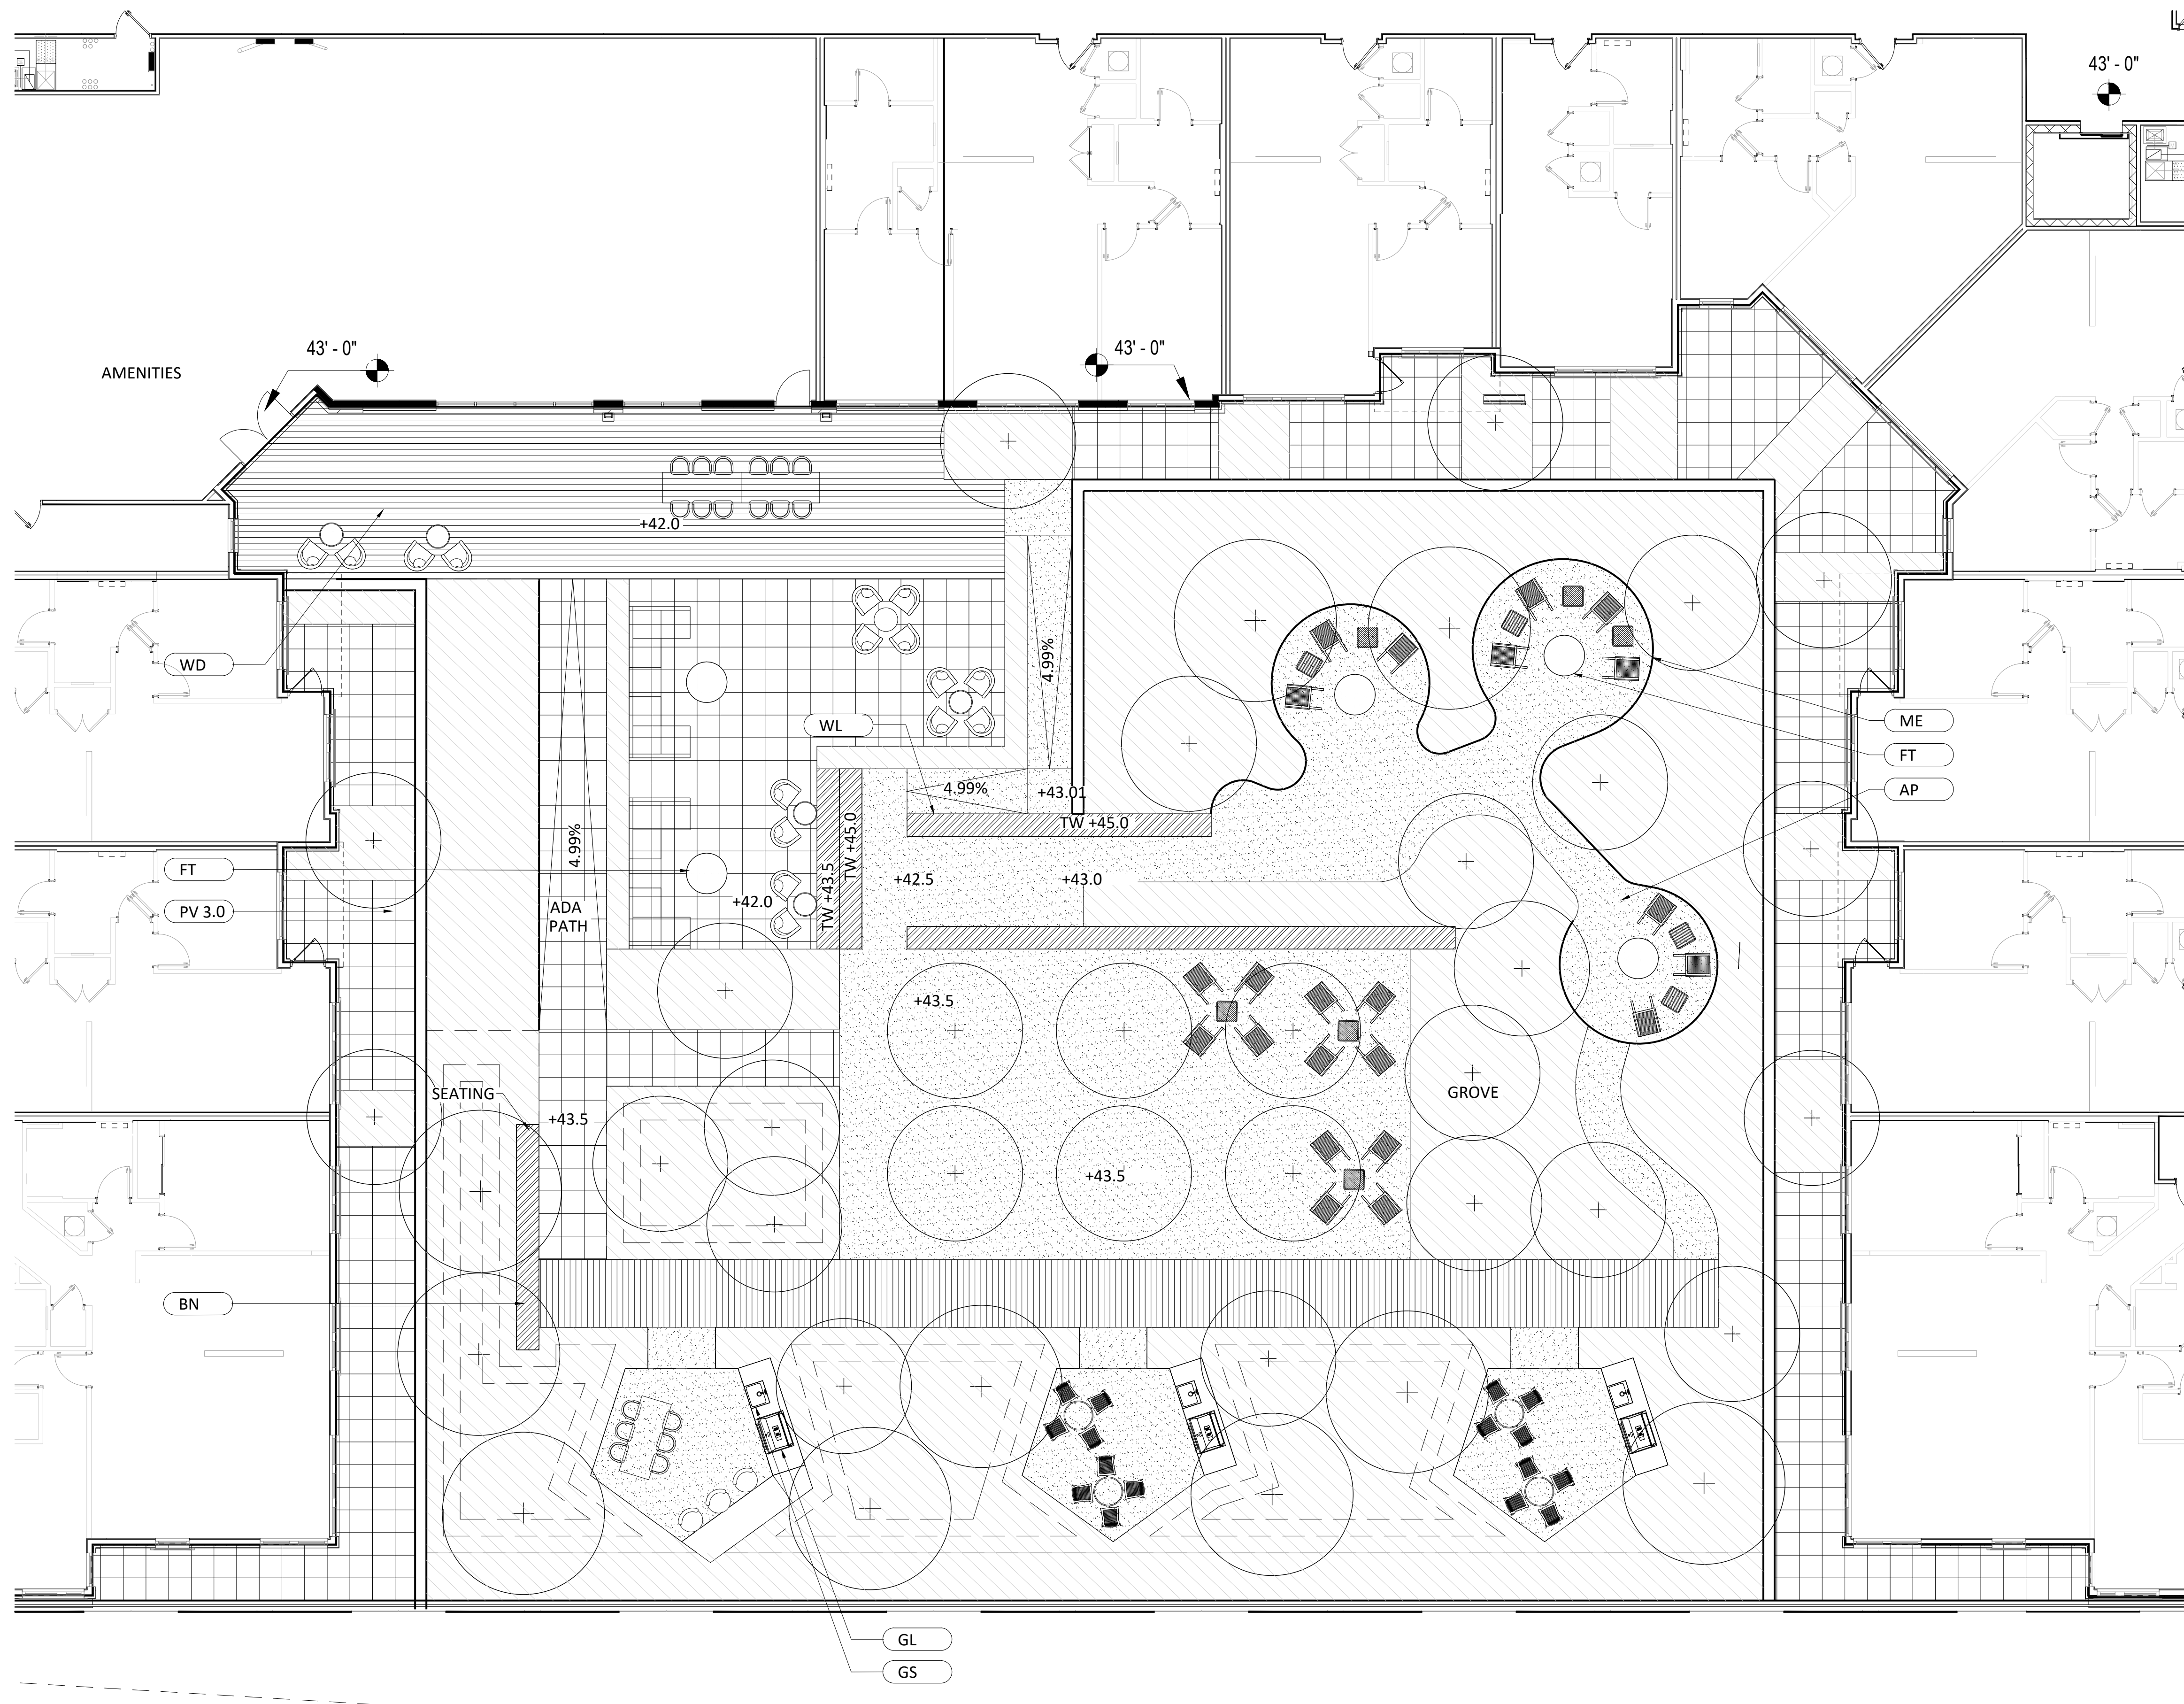 43' - 0"
43' - 0"
43' - 0"
AMENITIES
+42.0
WD
4.99%
WL
ME
FT
AP
4.99%
+43.01
TW +45.0
TW +45.0
4.99%
FT
+42.5
+43.0
TW +43.5
+42.0
ADA
PATH
PV 3.0
+43.5
SEATING
GROVE
+43.5
+43.5
BN
GL
GS